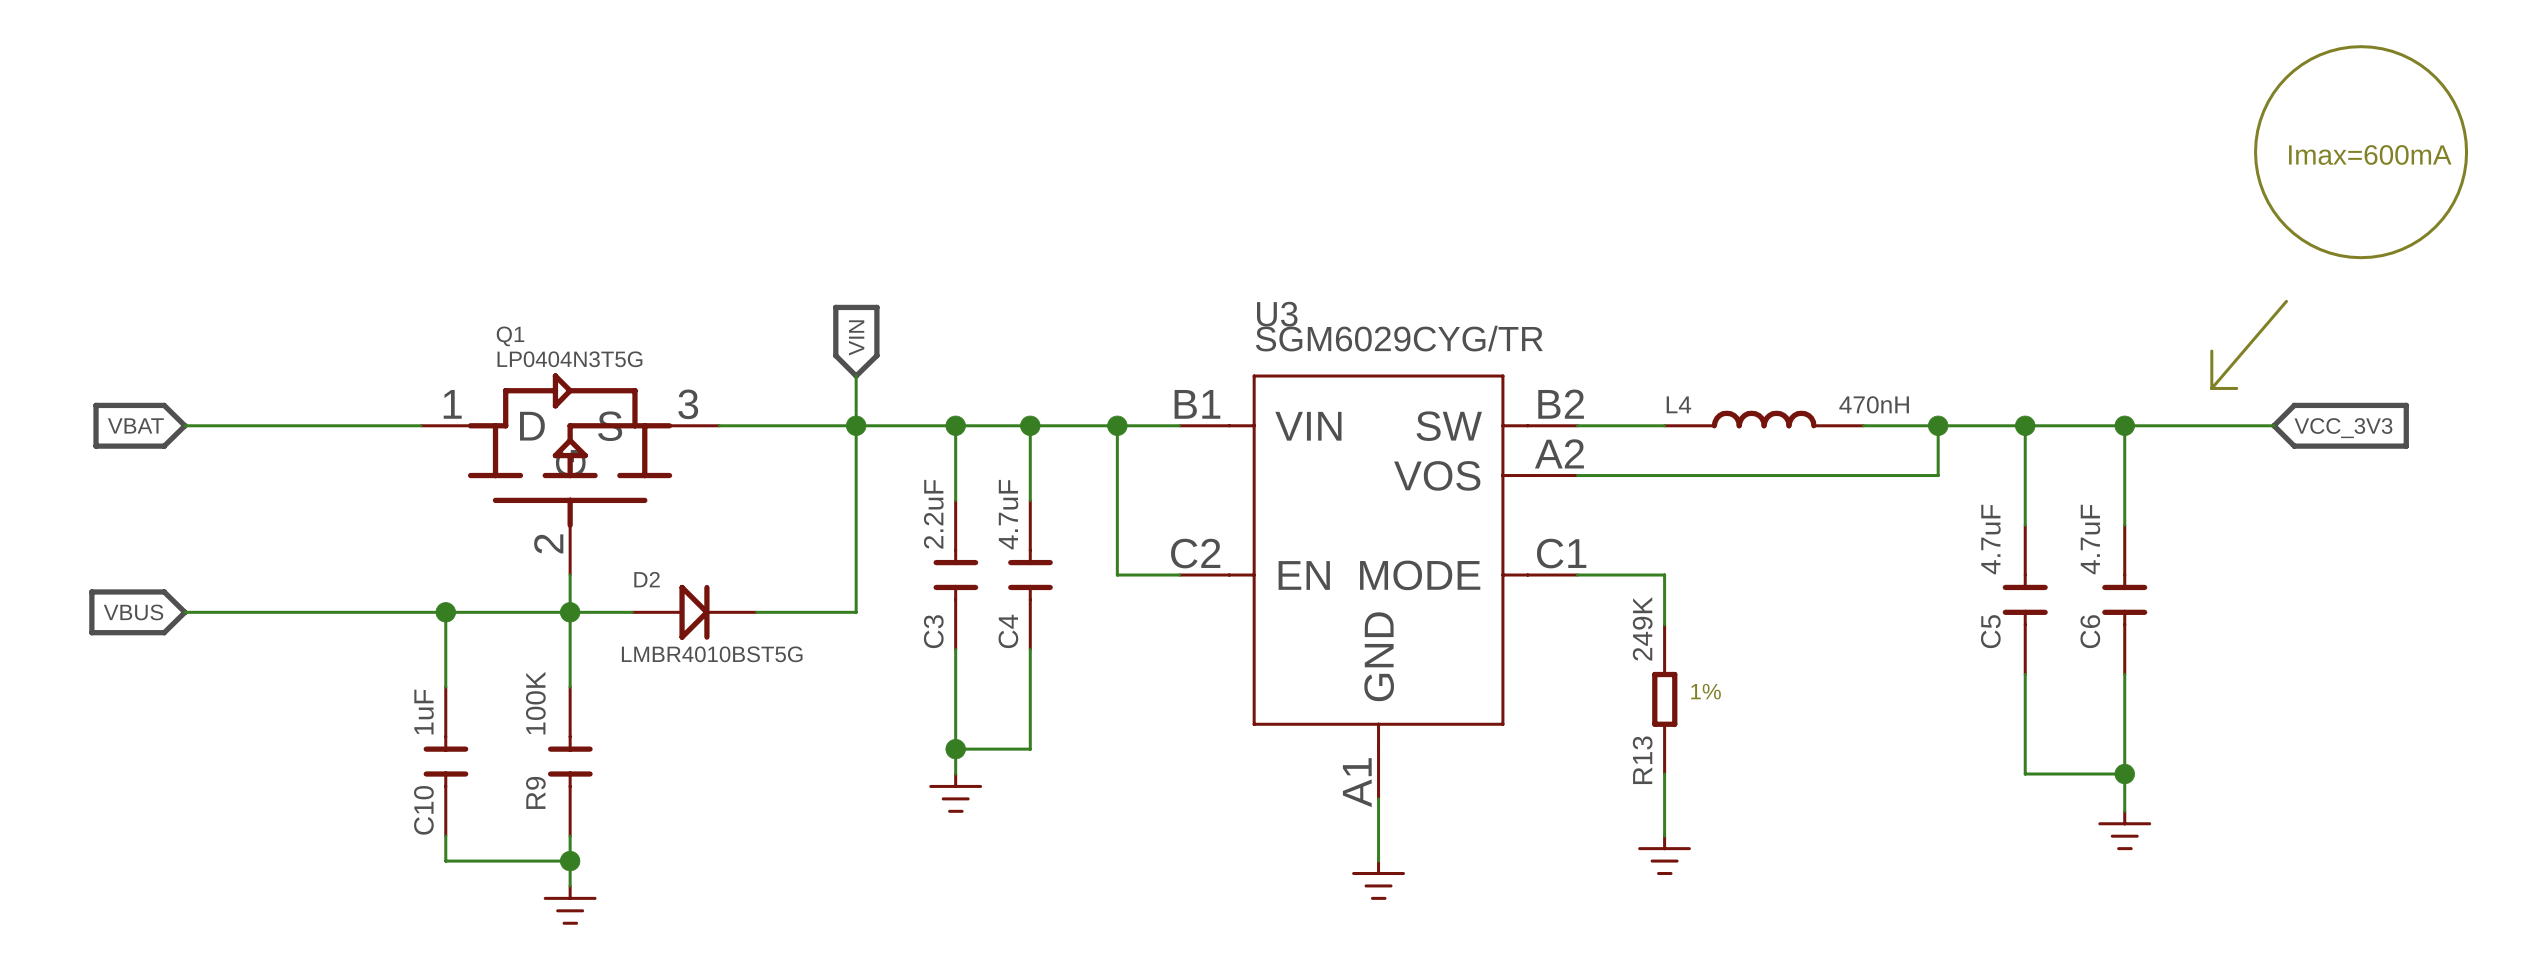 Imax=600mA
U3
SGM6029CYG/TR
VIN
Q1
LP0404N3T5G
VBAT
1
D
S
G
3
2
B1
VIN
SW
B2
L4
470nH
VCC_3V3
VOS
A2
C2
EN
MODE
C1
GND
A1
2.2uF
C3
4.7uF
C4
249K
1%
R13
4.7uF
C5
4.7uF
C6
VBUS
D2
LMBR4010BST5G
1uF
C10
100K
R9